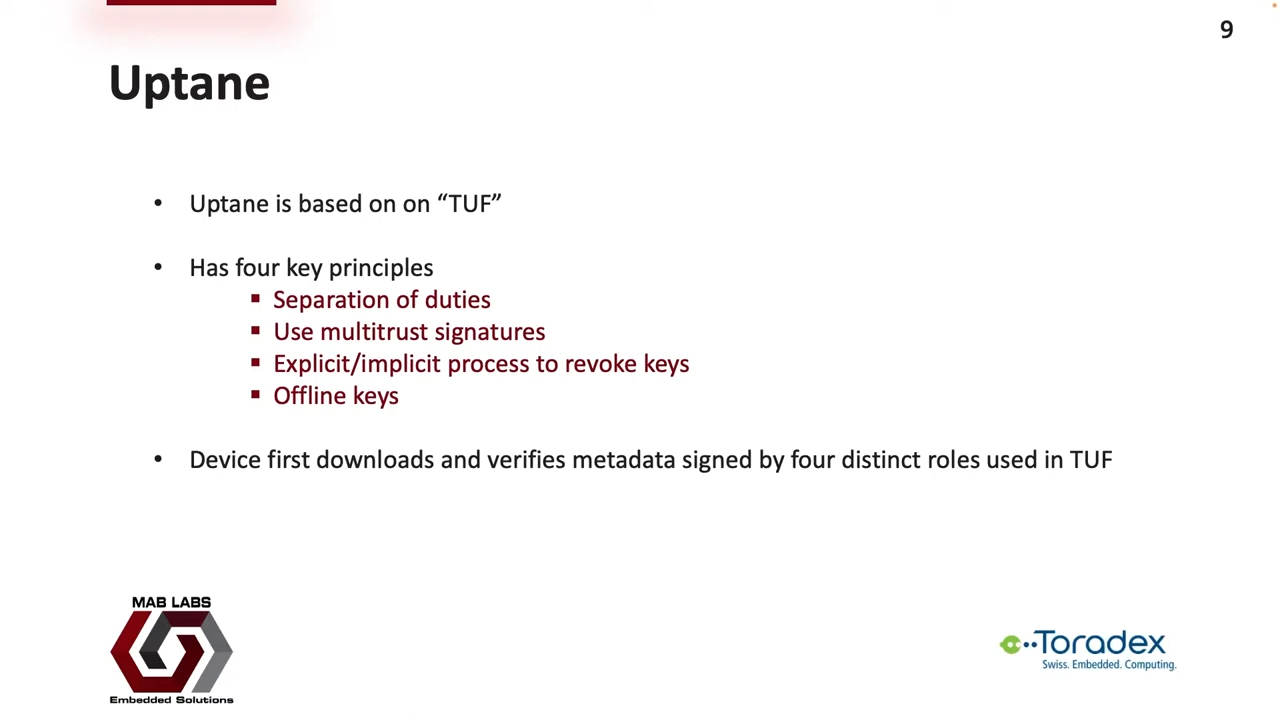 9
Uptane
• Uptane is based on on “TUF”
• Has four key principles
▪ Separation of duties
▪ Use multitrust signatures
▪ Explicit/implicit process to revoke keys
▪ Offline keys
• Device first downloads and verifies metadata signed by four distinct roles used in TUF
MAB LABS
Embedded Solutions
Toradex
Swiss. Embedded. Computing.